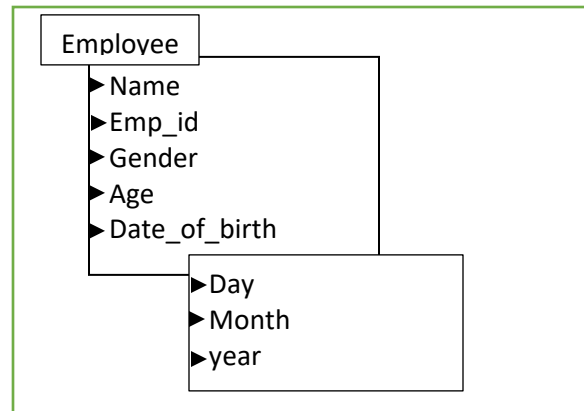 Employee
Name
Emp_id
Gender
Age
Date_of_birth
Day
Month
year